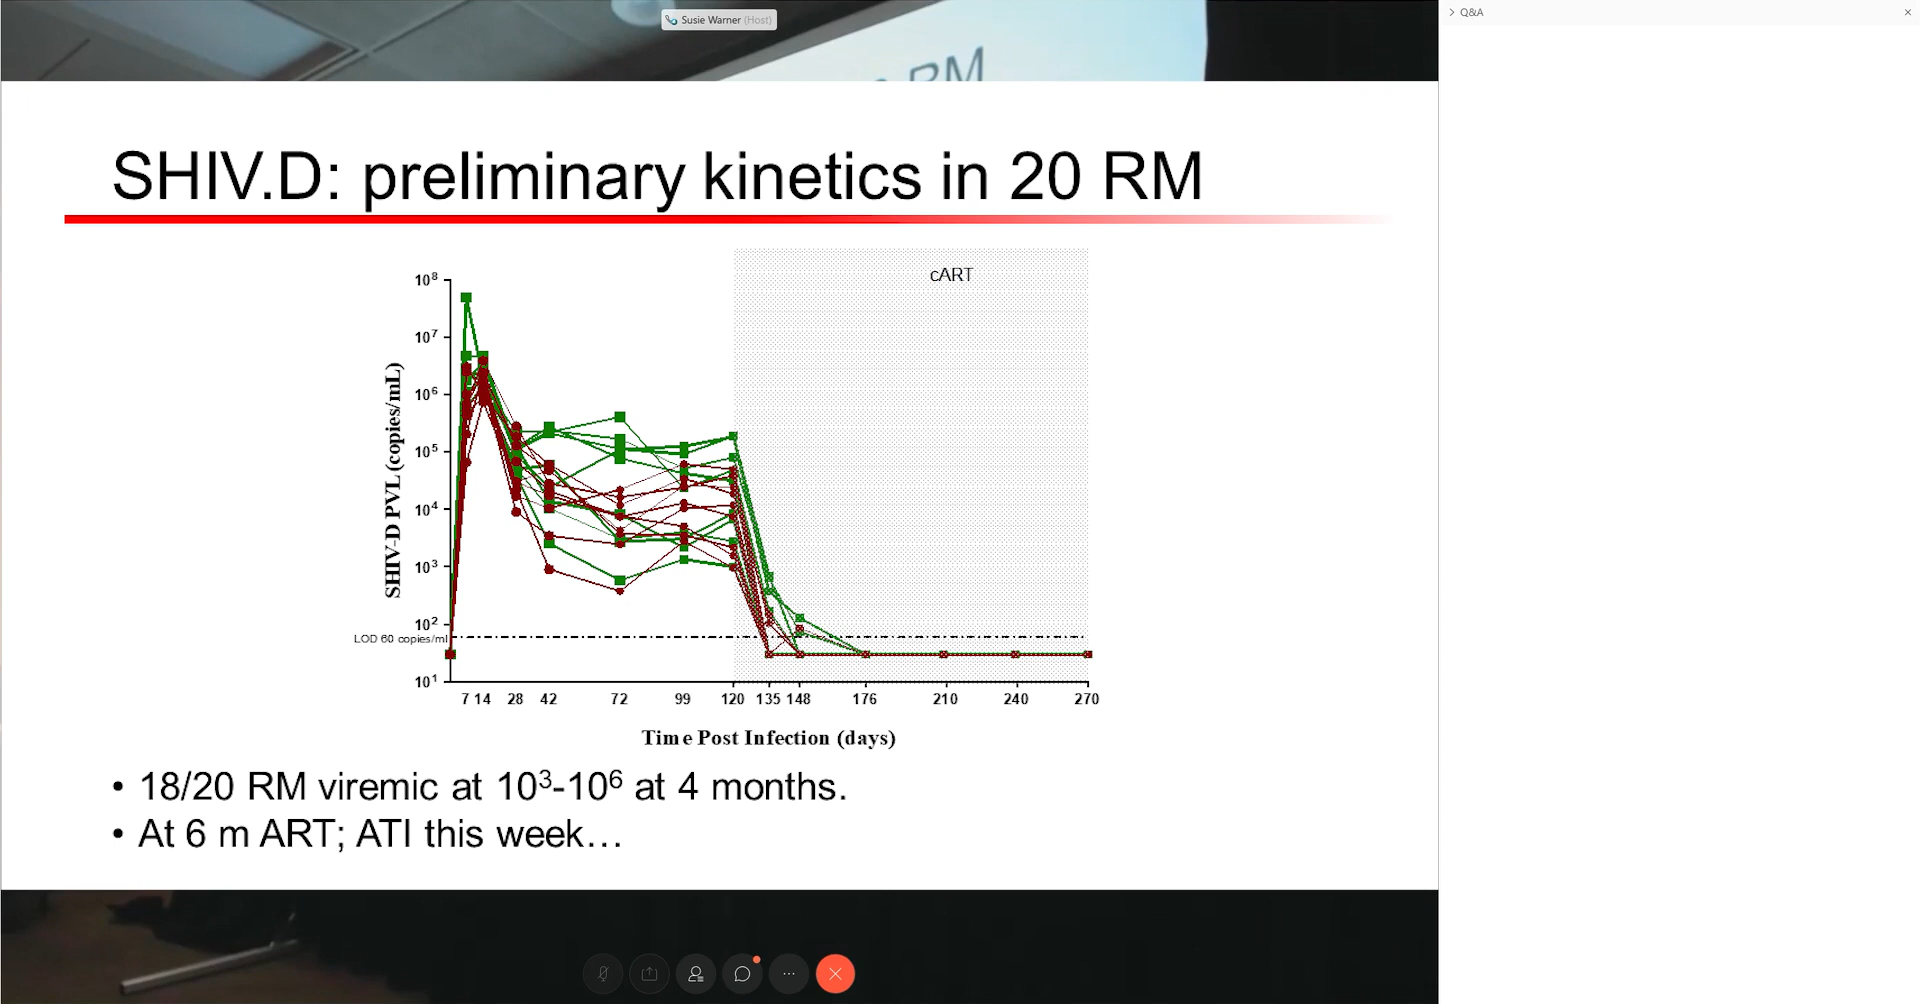 Susie Warner (Host)
Q&A
RM
SHIV.D: preliminary kinetics in 20 RM
cART
10⁸
10⁷
10⁶
10⁵
10⁴
10³
10²
10¹
SHIV-D PVL (copies/mL)
LOD 60 copies/ml
7 14 28 42 72 99 120 135 148 176 210 240 270
Time Post Infection (days)
• 18/20 RM viremic at 10³-10⁶ at 4 months.
• At 6 m ART; ATI this week…